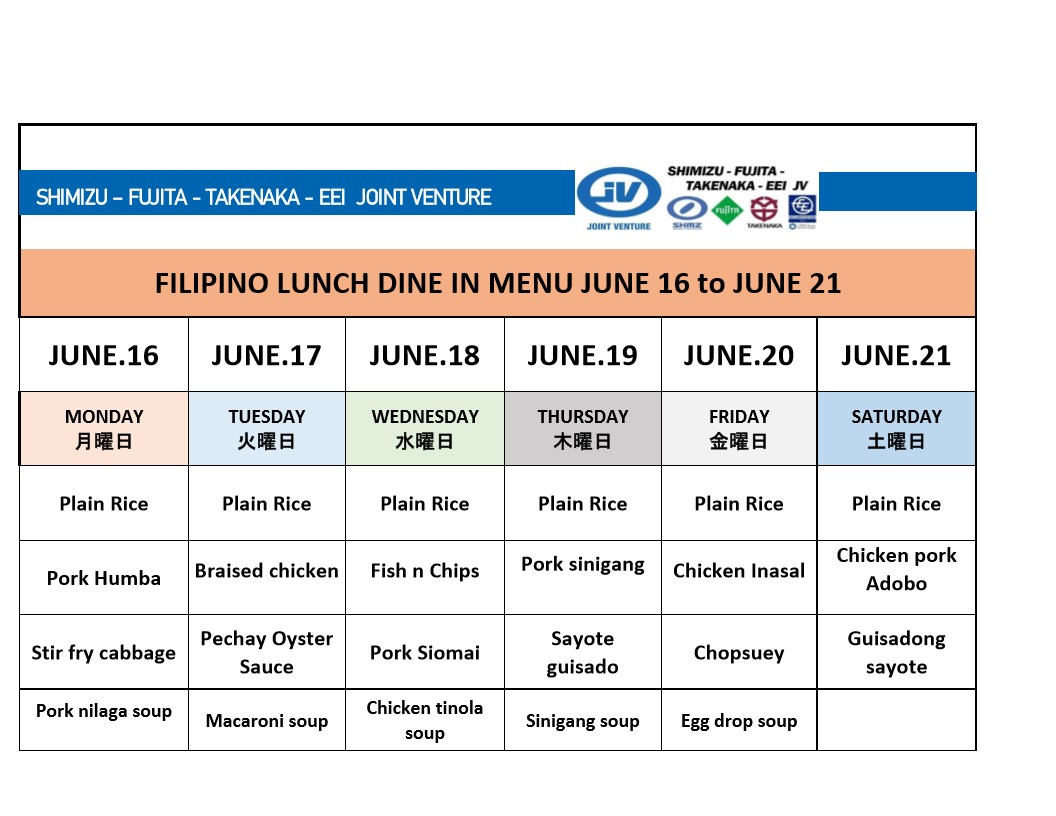 SHIMIZU – FUJITA - TAKENAKA - EEI JOINT VENTURE
JV
JOINT VENTURE
SHIMIZU - FUJITA -
TAKENAKA - EEI JV
SHMZ
FUJITA
TAKENAKA
FILIPINO LUNCH DINE IN MENU JUNE 16 to JUNE 21
JUNE.16 JUNE.17 JUNE.18 JUNE.19 JUNE.20 JUNE.21
MONDAY TUESDAY WEDNESDAY THURSDAY FRIDAY SATURDAY
月曜日 火曜日 水曜日 木曜日 金曜日 土曜日
Plain Rice Plain Rice Plain Rice Plain Rice Plain Rice Plain Rice
Pork Humba
Braised chicken
Fish n Chips
Pork sinigang
Chicken Inasal
Chicken pork
Adobo
Stir fry cabbage
Pechay Oyster
Sauce
Pork Siomai
Sayote
guisado
Chopsuey
Guisadong
sayote
Pork nilaga soup
Macaroni soup
Chicken tinola
soup
Sinigang soup
Egg drop soup